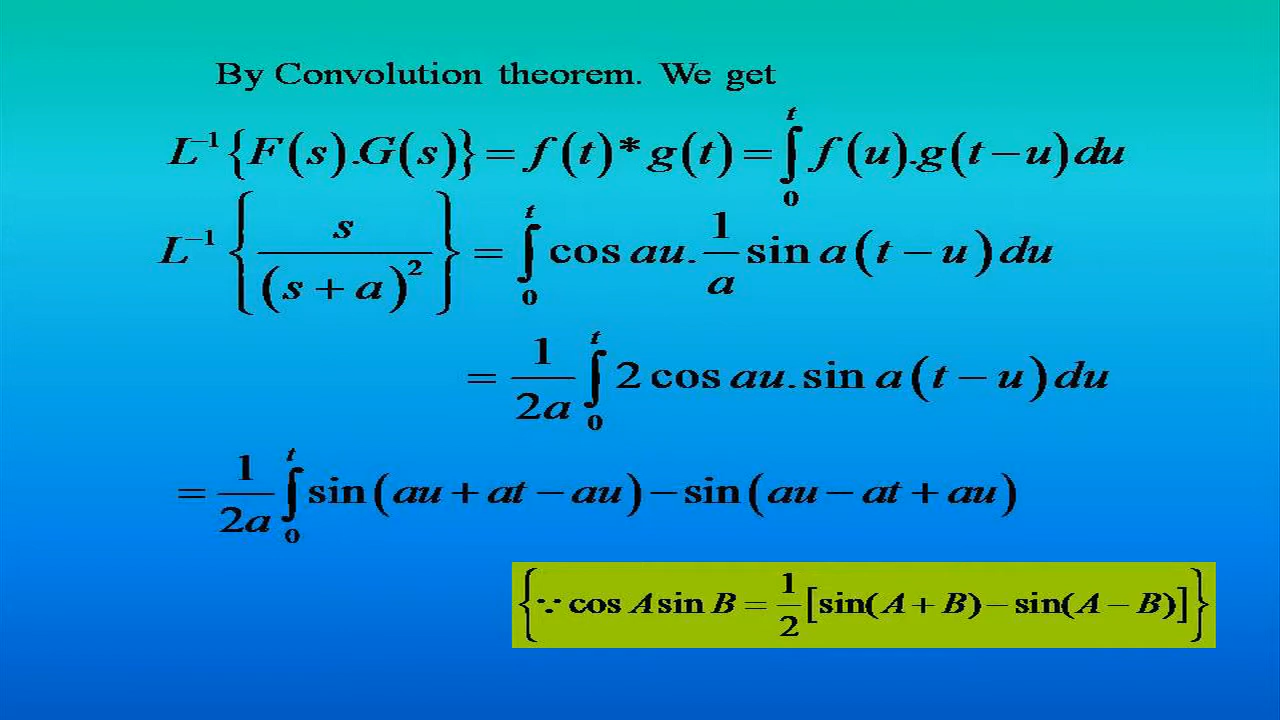 By Convolution theorem. We get
L⁻¹{F(s).G(s)} = f(t)*g(t) = ∫₀ᵗ f(u).g(t−u)du
L⁻¹{s/(s+a)²} = ∫₀ᵗ cos au.(1/a) sin a(t−u)du
= (1/2a) ∫₀ᵗ 2 cos au.sin a(t−u)du
= (1/2a) ∫₀ᵗ sin(au+at−au)−sin(au−at+au)
{∵ cos A sin B = (1/2)[sin(A+B)−sin(A−B)]}